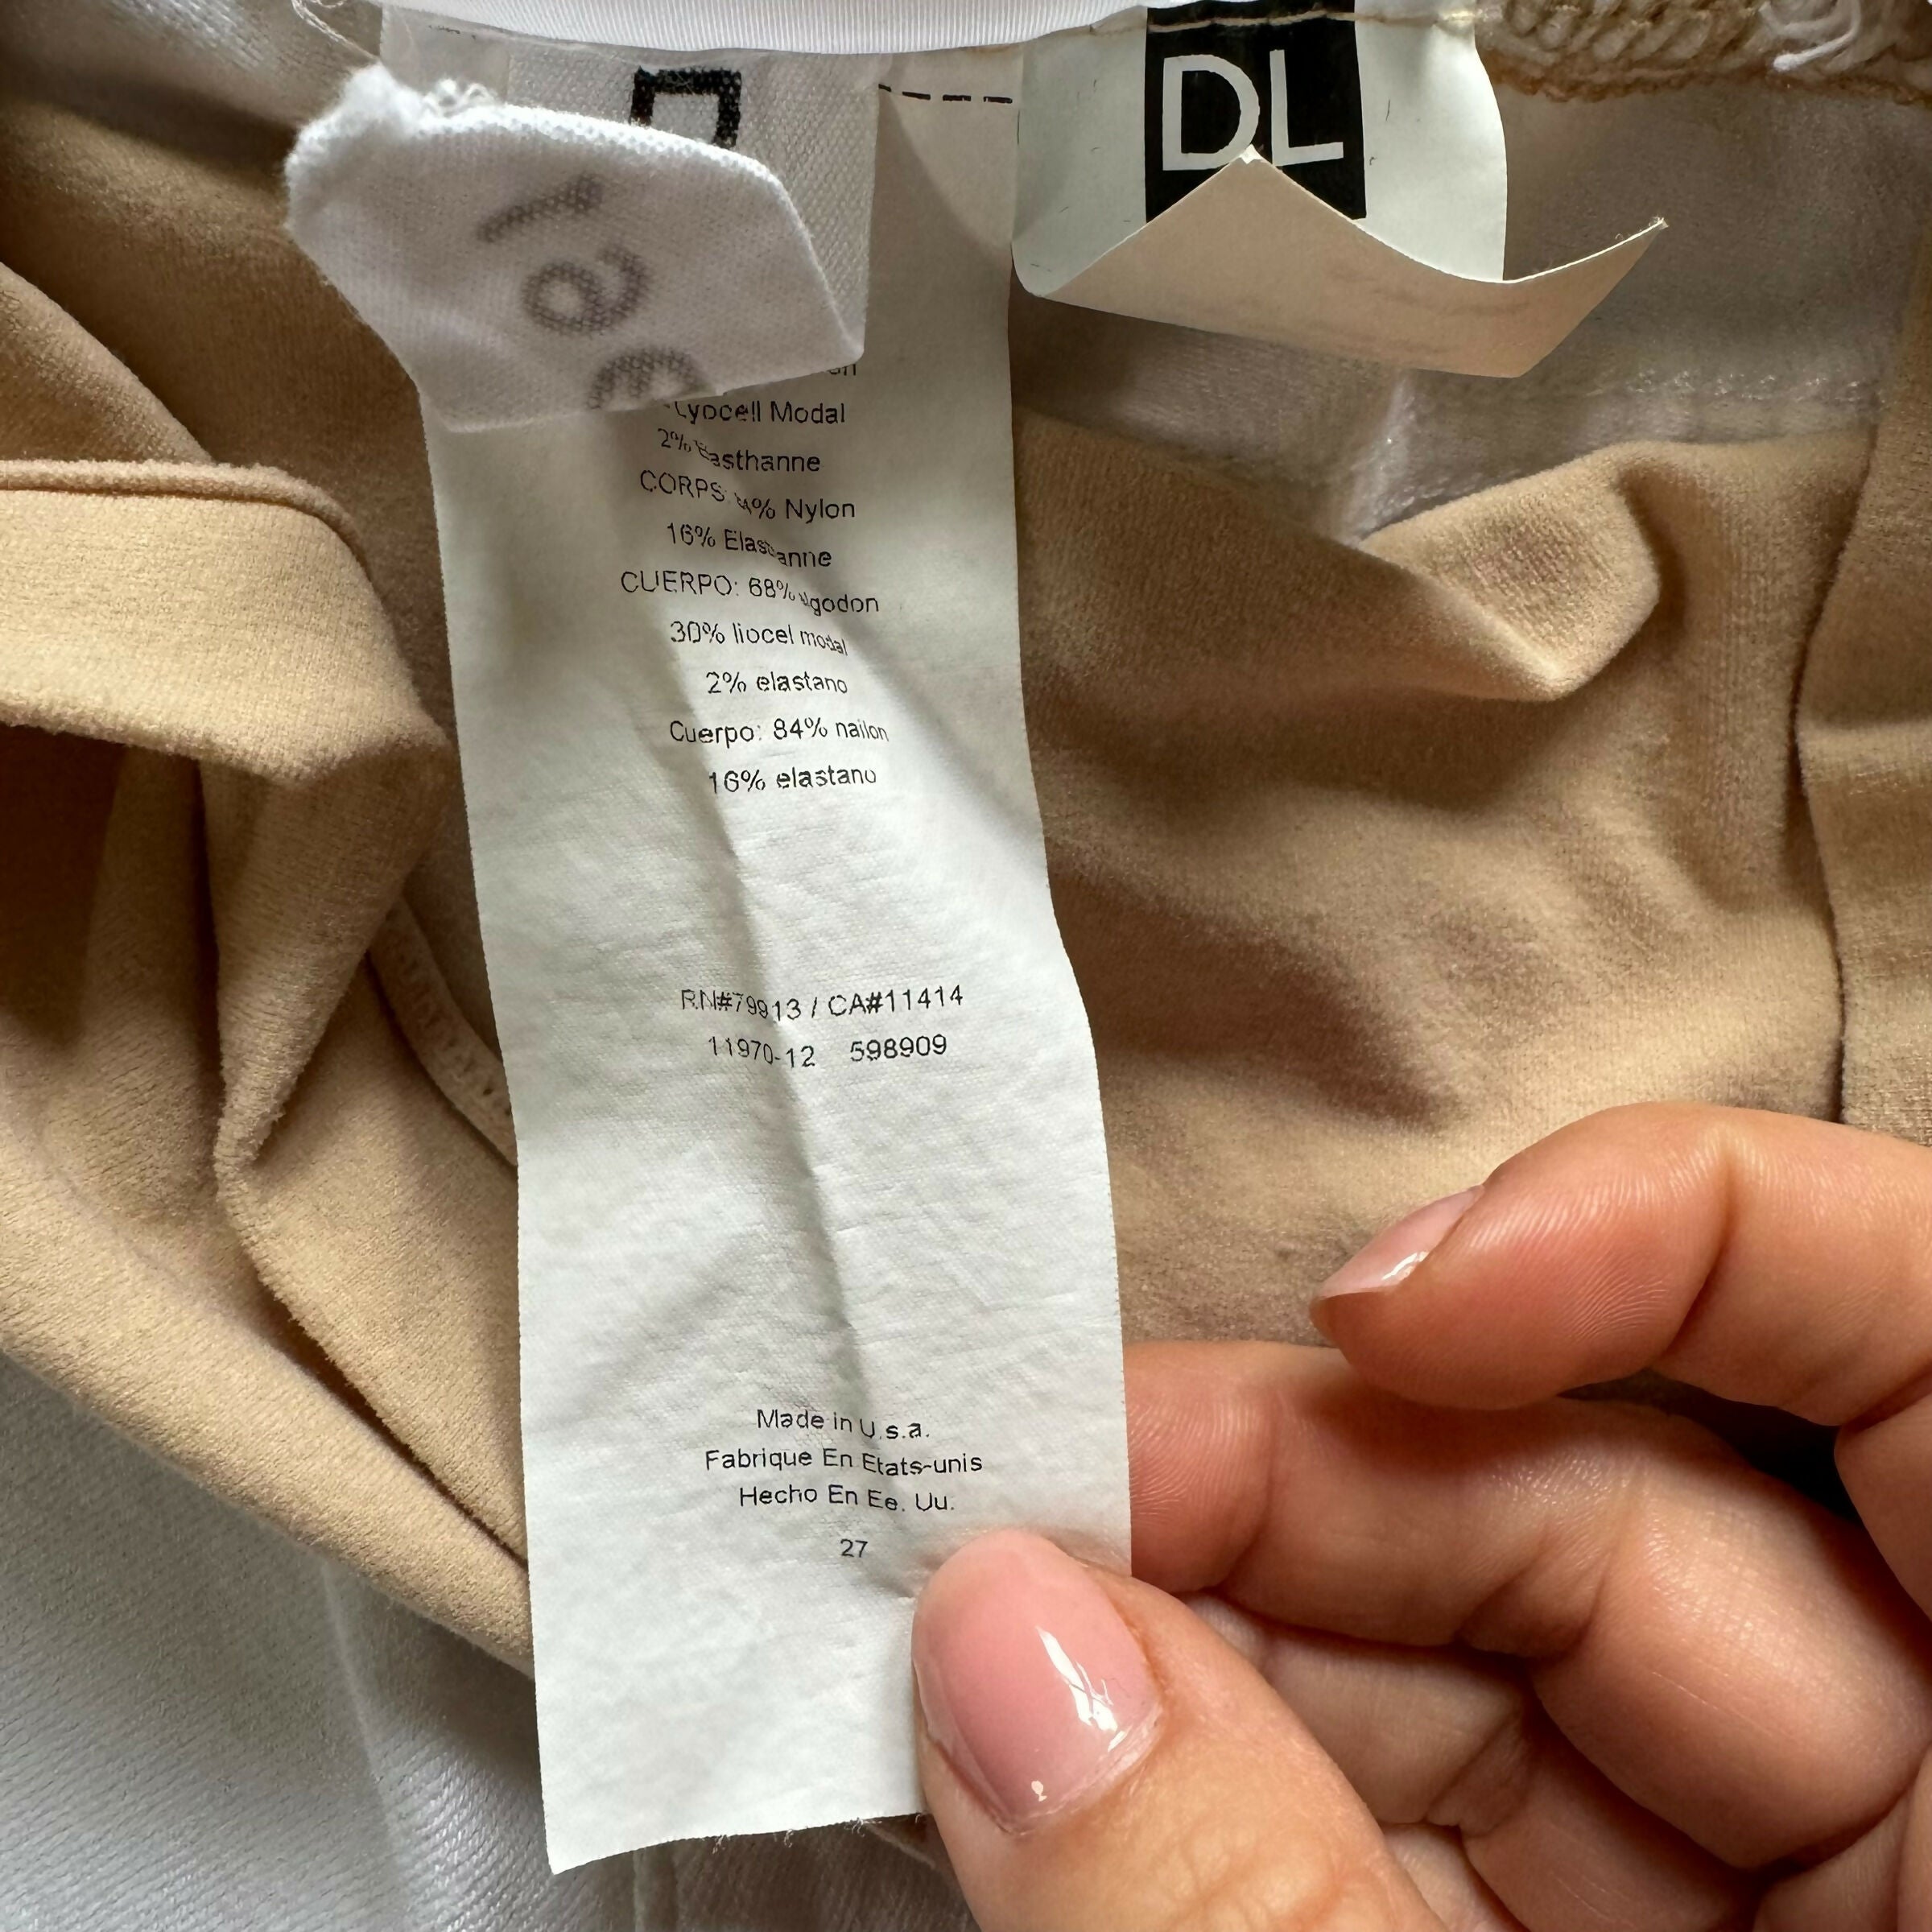 DL
Lyocell Modal
2% Elasthanne
CORPS: 84% Nylon
16% Elasthanne
CUERPO: 68% algodon
30% liocel modal
2% elastano
Cuerpo: 84% nailon
16% elastano
RN#79913 / CA#11414
11970-12 598909
Made in U.s.a.
Fabrique En Etats-unis
Hecho En Ee. Uu.
27